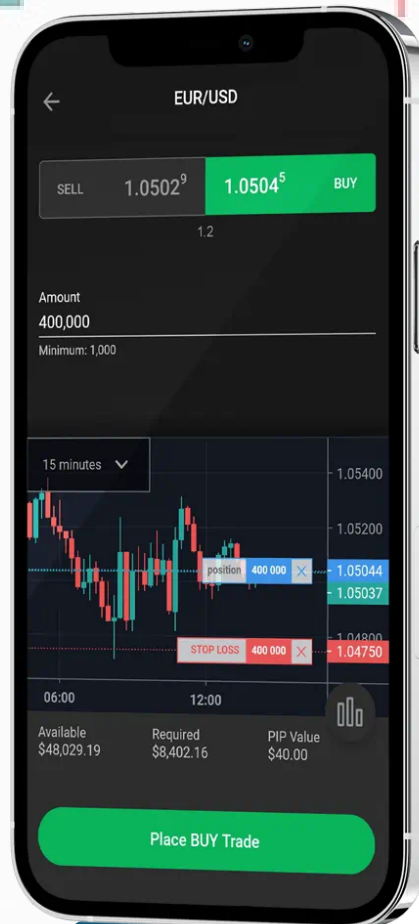 EUR/USD
SELL 1.0502⁹ 1.0504⁵ BUY
1.2
Amount
400,000
Minimum: 1,000
15 minutes
1.05400
1.05200
position 400 000 X 1.05044
1.05037
1.04800
STOP LOSS 400 000 X 1.04750
06:00 12:00
Available Required PIP Value
$48,029.19 $8,402.16 $40.00
Place BUY Trade